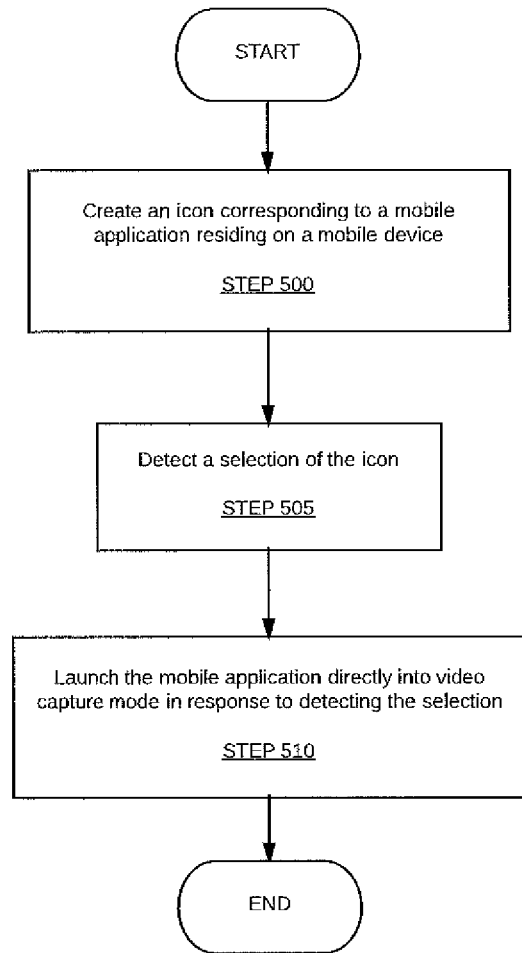 START
Create an icon corresponding to a mobile
application residing on a mobile device
STEP 500
Detect a selection of the icon
STEP 505
Launch the mobile application directly into video
capture mode in response to detecting the selection
STEP 510
END